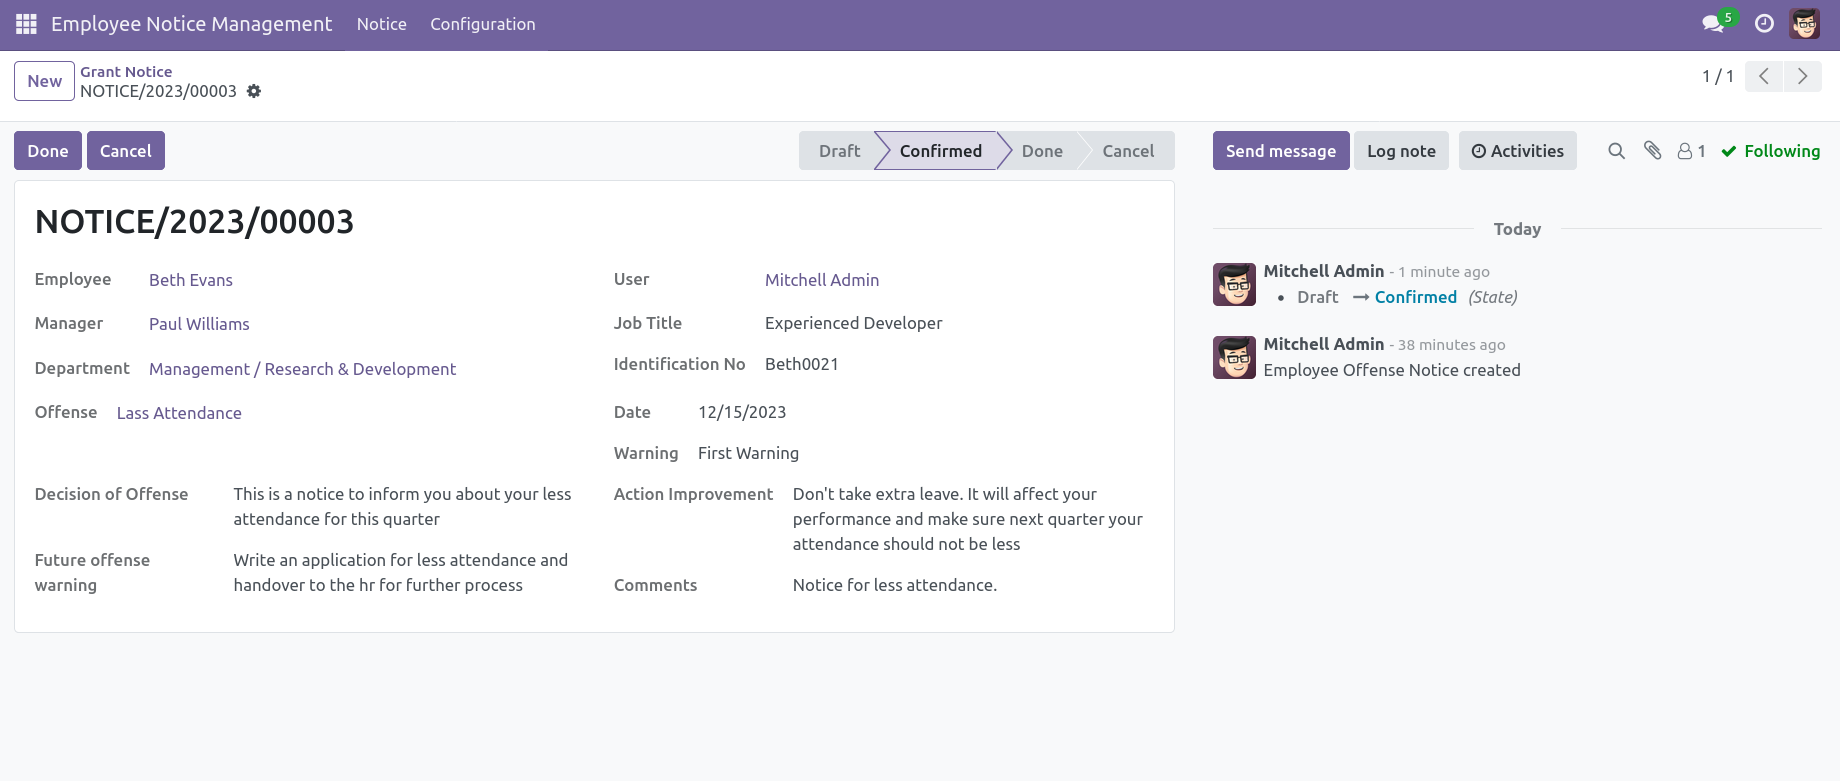 Employee Notice Management Notice Configuration 5
New
Grant Notice
NOTICE/2023/00003
1 / 1
Done Cancel
Draft Confirmed Done Cancel
Send message Log note Activities 1 Following
NOTICE/2023/00003
Employee Beth Evans
Manager Paul Williams
Department Management / Research & Development
Offense Lass Attendance
User Mitchell Admin
Job Title Experienced Developer
Identification No Beth0021
Date 12/15/2023
Warning First Warning
Decision of Offense This is a notice to inform you about your less
attendance for this quarter
Future offense Write an application for less attendance and
warning handover to the hr for further process
Action Improvement Don't take extra leave. It will affect your
performance and make sure next quarter your
attendance should not be less
Comments Notice for less attendance.
Today
Mitchell Admin - 1 minute ago
• Draft → Confirmed (State)
Mitchell Admin - 38 minutes ago
Employee Offense Notice created